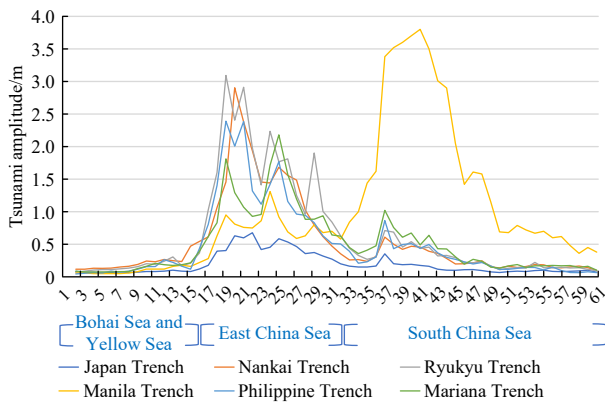 4.0
3.5
3.0
2.5
2.0
1.5
1.0
0.5
0
Tsunami amplitude/m
1 3 5 7 9 11 13 15 17 19 21 23 25 27 29 31 33 35 37 39 41 43 45 47 49 51 53 55 57 59 61
Bohai Sea and
Yellow Sea
East China Sea
South China Sea
Japan Trench Nankai Trench Ryukyu Trench
Manila Trench Philippine Trench Mariana Trench